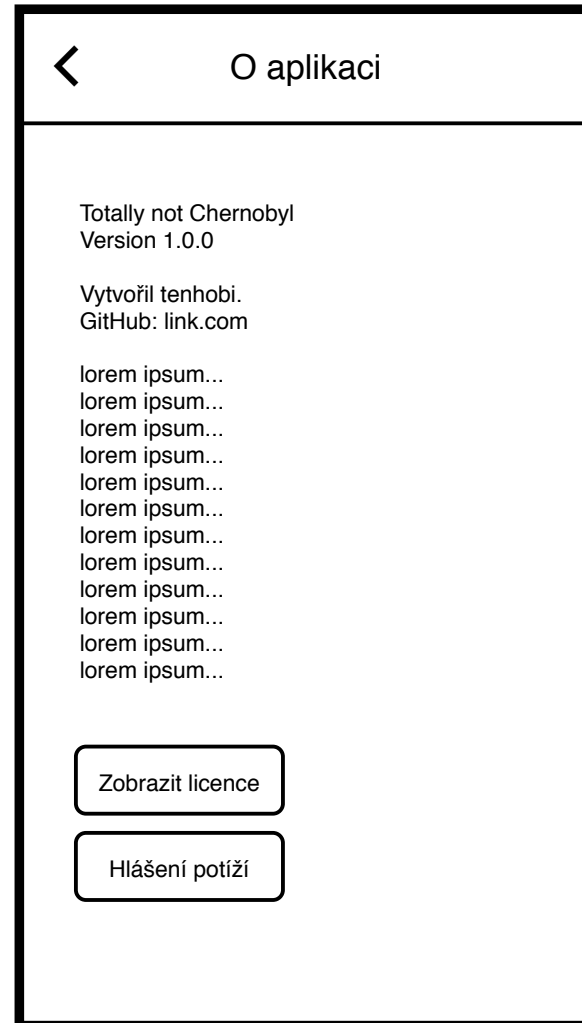 O aplikaci
Totally not Chernobyl
Version 1.0.0
Vytvořil tenhobi.
GitHub: link.com
lorem ipsum...
lorem ipsum...
lorem ipsum...
lorem ipsum...
lorem ipsum...
lorem ipsum...
lorem ipsum...
lorem ipsum...
lorem ipsum...
lorem ipsum...
lorem ipsum...
lorem ipsum...
Zobrazit licence
Hlášení potíží